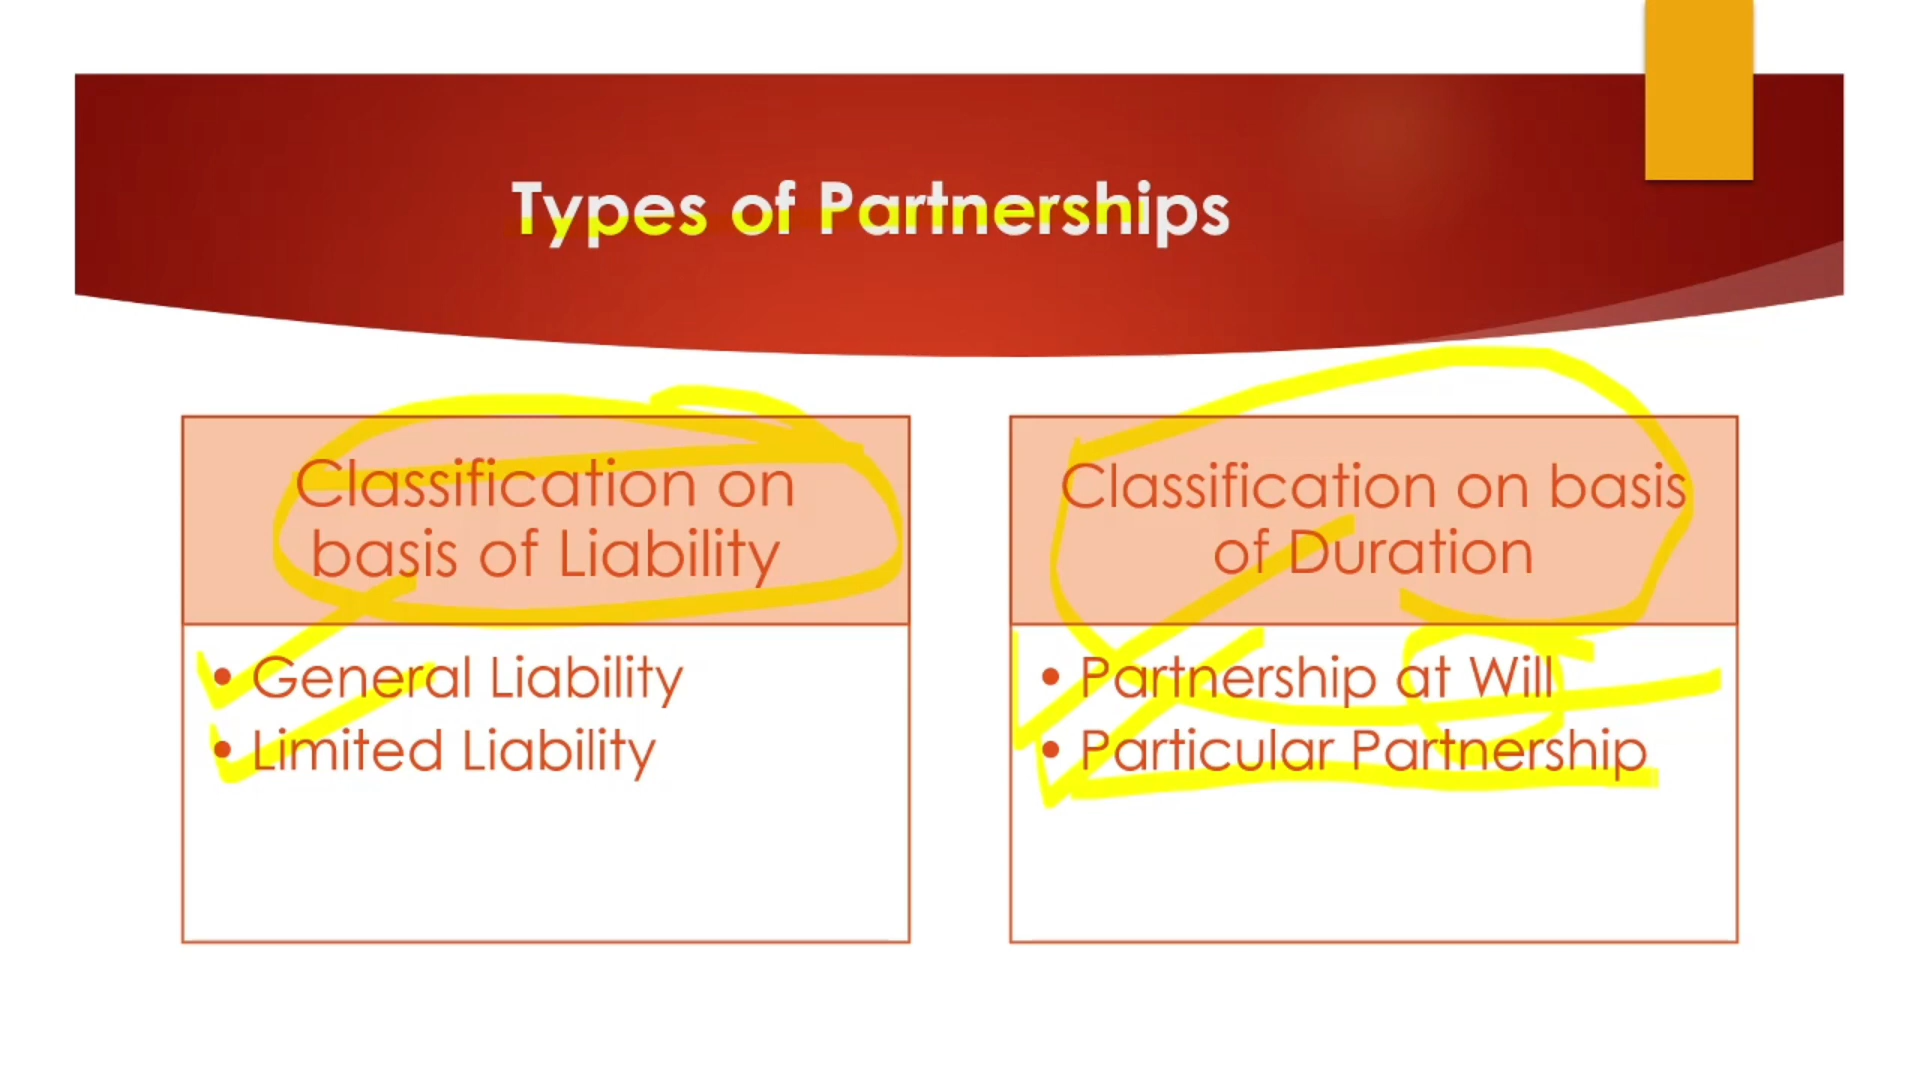 Types of Partnerships
Classification on
basis of Liability
• General Liability
• Limited Liability
Classification on basis
of Duration
• Partnership at Will
• Particular Partnership